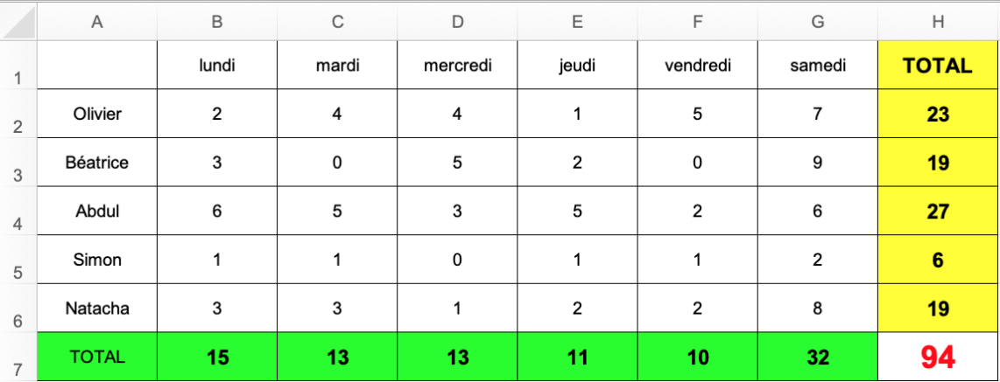 A B C D E F G H
1 lundi mardi mercredi jeudi vendredi samedi TOTAL
2 Olivier 2 4 4 1 5 7 23
3 Béatrice 3 0 5 2 0 9 19
4 Abdul 6 5 3 5 2 6 27
5 Simon 1 1 0 1 1 2 6
6 Natacha 3 3 1 2 2 8 19
7 TOTAL 15 13 13 11 10 32 94